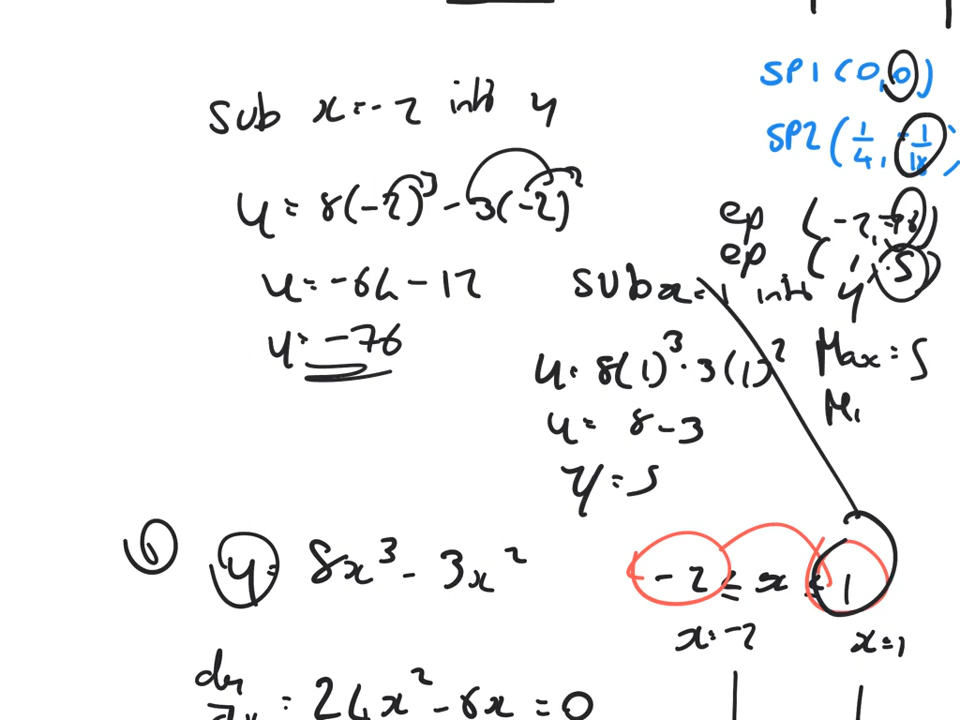 SP1 (0,0)
SP2 (1/4, -1/16)
sub x=-2 into y
y = 8(-2)³ - 3(-2)²
y = -64 - 12
y = -76
ep (-2, -76)
ep (1, 5)
sub x=1 into y
y = 8(1)³ - 3(1)²
y = 8 - 3
y = 5
Max = 5
Mi
⑥ y = 8x³ - 3x²
-2 ≤ x ≤ 1
x=-2 x=1
dy/dx = 24x² - 6x = 0